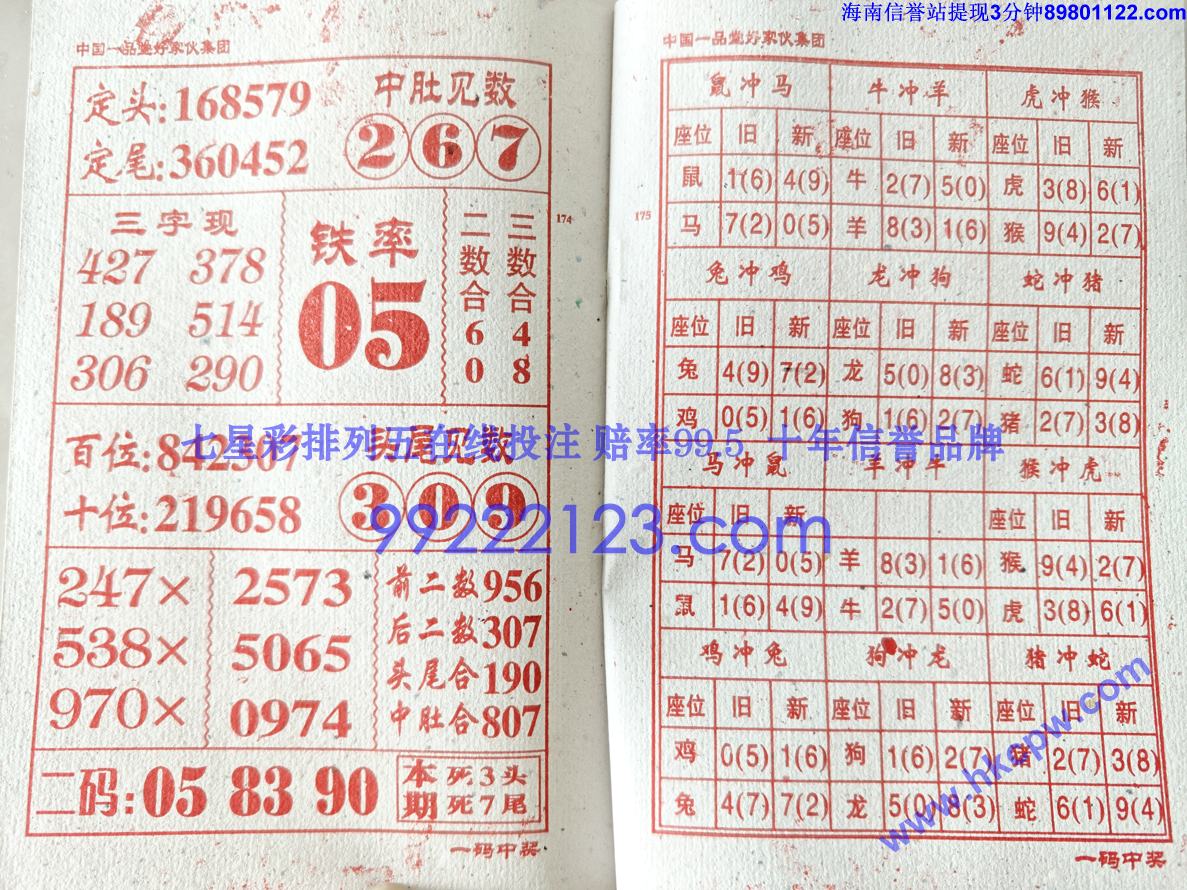 海南信誉站提现3分钟89801122.com
中国一品堂好家伙集团
定头:168579
定尾:360452
中肚见数
2 6 7
三字现
427 378
189 514
306 290
铁率
05
二数合60
三数合48
174
百位:842307
十位:219658
头尾见数
3 0 9
七星彩排列五在线投注 赔率99.5 十年信誉品牌
99222123.com
247× 2573
538× 5065
970× 0974
前二数956
后二数307
头尾合190
中肚合807
二码:05 83 90
本期 死3头
死7尾
一码中奖
中国一品堂好家伙集团
175
鼠冲马 牛冲羊 虎冲猴
座位 旧 新 座位 旧 新 座位 旧 新
鼠 1(6) 4(9) 牛 2(7) 5(0) 虎 3(8) 6(1)
马 7(2) 0(5) 羊 8(3) 1(6) 猴 9(4) 2(7)
兔冲鸡 龙冲狗 蛇冲猪
座位 旧 新 座位 旧 新 座位 旧 新
兔 4(9) 7(2) 龙 5(0) 8(3) 蛇 6(1) 9(4)
鸡 0(5) 1(6) 狗 1(6) 2(7) 猪 2(7) 3(8)
马冲鼠 羊冲牛 猴冲虎
座位 旧 新 座位 旧 新
马 7(2) 0(5) 羊 8(3) 1(6) 猴 9(4) 2(7)
鼠 1(6) 4(9) 牛 2(7) 5(0) 虎 3(8) 6(1)
鸡冲兔 狗冲龙 猪冲蛇
座位 旧 新 座位 旧 新 座位 旧 新
鸡 0(5) 1(6) 狗 1(6) 2(7) 猪 2(7) 3(8)
兔 4(7) 7(2) 龙 5(0) 8(3) 蛇 6(1) 9(4)
www.hkopw.com
一码中奖